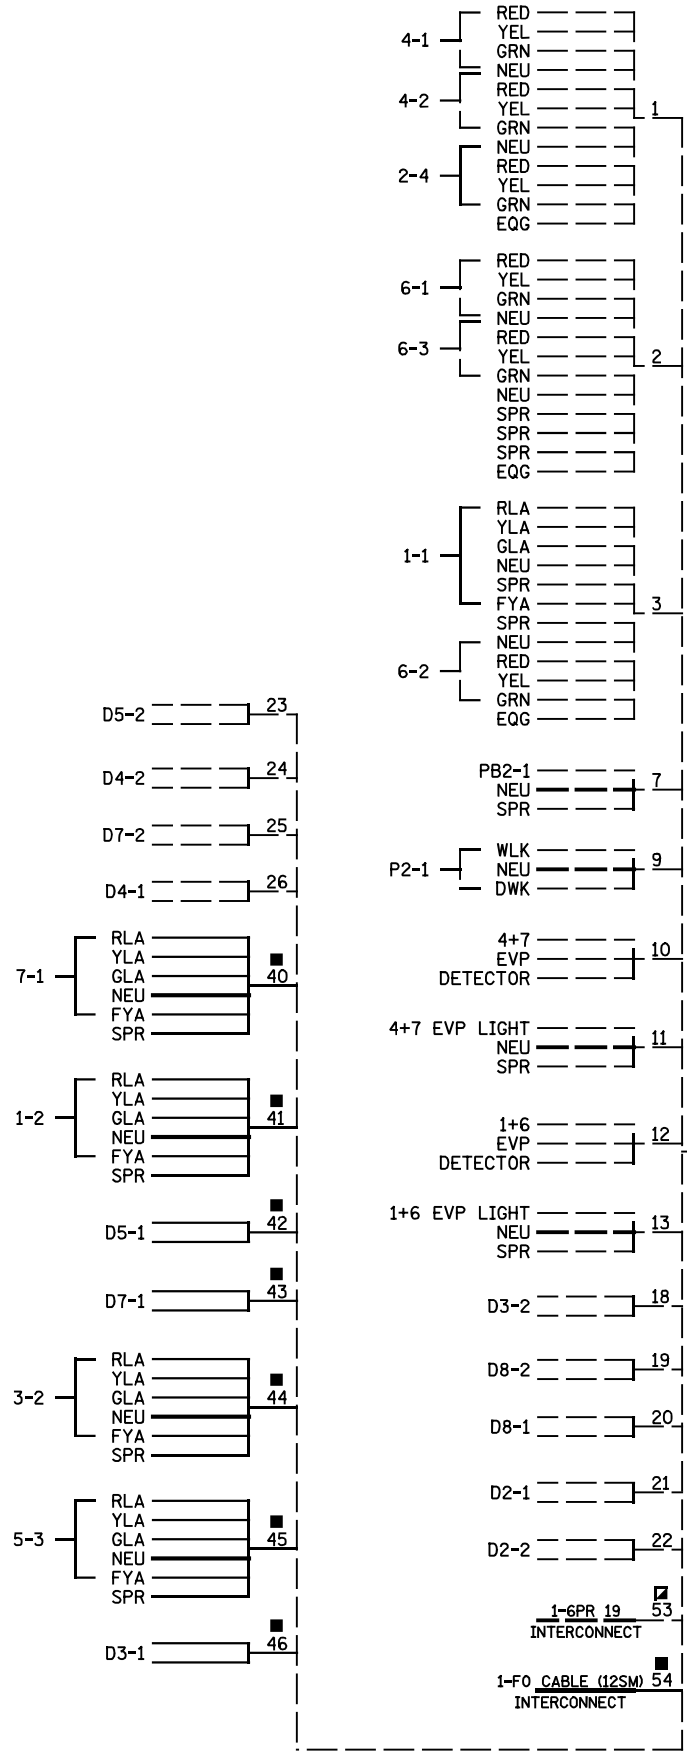 4-1
RED
YEL
GRN
NEU
4-2
RED
YEL
GRN
1
NEU
2-4
RED
YEL
GRN
EQG
6-1
RED
YEL
GRN
NEU
6-3
RED
YEL
GRN
2
NEU
SPR
SPR
SPR
EQG
1-1
RLA
YLA
GLA
NEU
SPR
FYA
3
SPR
6-2
NEU
RED
YEL
GRN
EQG
PB2-1
NEU
SPR
7
P2-1
WLK
NEU
DWK
9
4+7
EVP
DETECTOR
10
4+7 EVP LIGHT
NEU
SPR
11
1+6
EVP
DETECTOR
12
1+6 EVP LIGHT
NEU
SPR
13
D3-2 18
D8-2 19
D8-1 20
D2-1 21
D2-2 22
1-6PR 19 53
INTERCONNECT
1-FO CABLE (12SM) 54
INTERCONNECT
D5-2 23
D4-2 24
D7-2 25
D4-1 26
7-1
RLA
YLA
GLA
NEU
FYA
SPR
40
1-2
RLA
YLA
GLA
NEU
FYA
SPR
41
D5-1 42
D7-1 43
3-2
RLA
YLA
GLA
NEU
FYA
SPR
44
5-3
RLA
YLA
GLA
NEU
FYA
SPR
45
D3-1 46